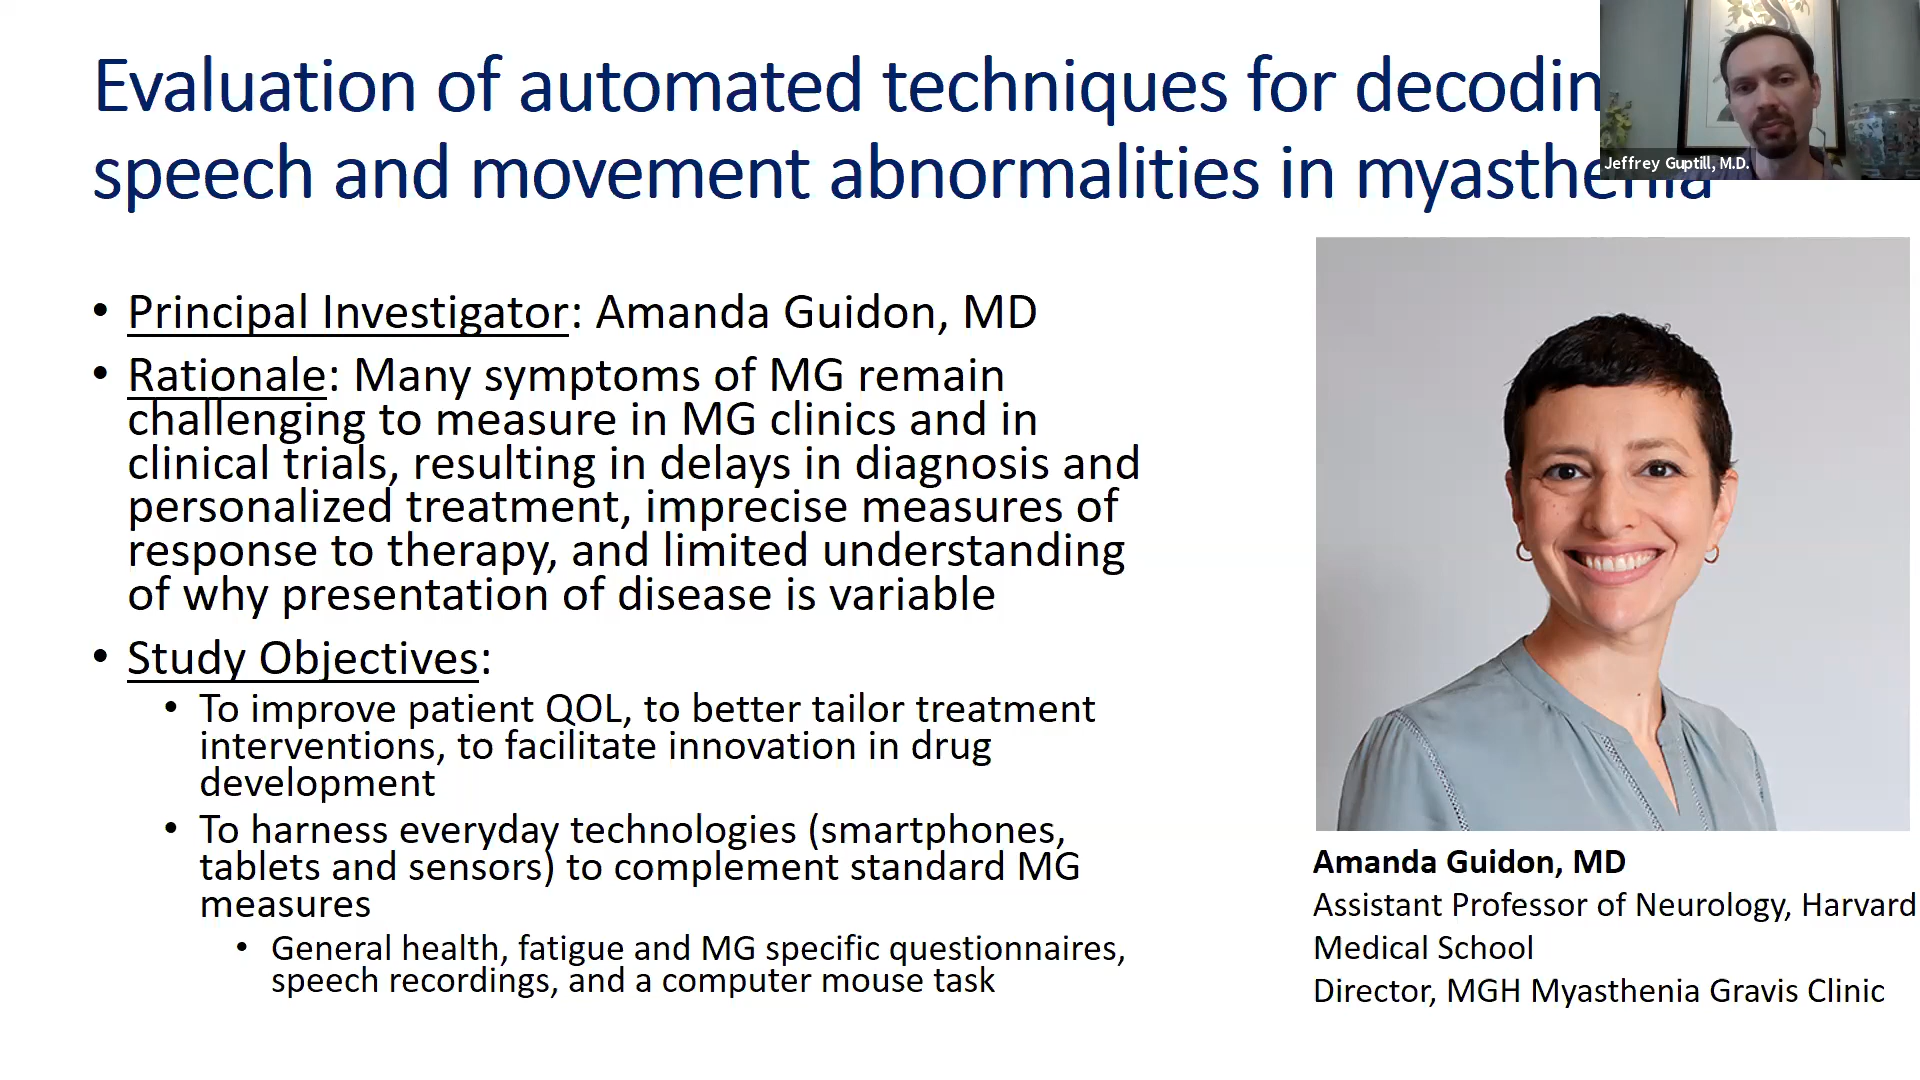 Evaluation of automated techniques for decodin
speech and movement abnormalities in myasthenia
Jeffrey Guptill, M.D.
• Principal Investigator: Amanda Guidon, MD
• Rationale: Many symptoms of MG remain
challenging to measure in MG clinics and in
clinical trials, resulting in delays in diagnosis and
personalized treatment, imprecise measures of
response to therapy, and limited understanding
of why presentation of disease is variable
• Study Objectives:
• To improve patient QOL, to better tailor treatment
interventions, to facilitate innovation in drug
development
• To harness everyday technologies (smartphones,
tablets and sensors) to complement standard MG
measures
• General health, fatigue and MG specific questionnaires,
speech recordings, and a computer mouse task
Amanda Guidon, MD
Assistant Professor of Neurology, Harvard
Medical School
Director, MGH Myasthenia Gravis Clinic